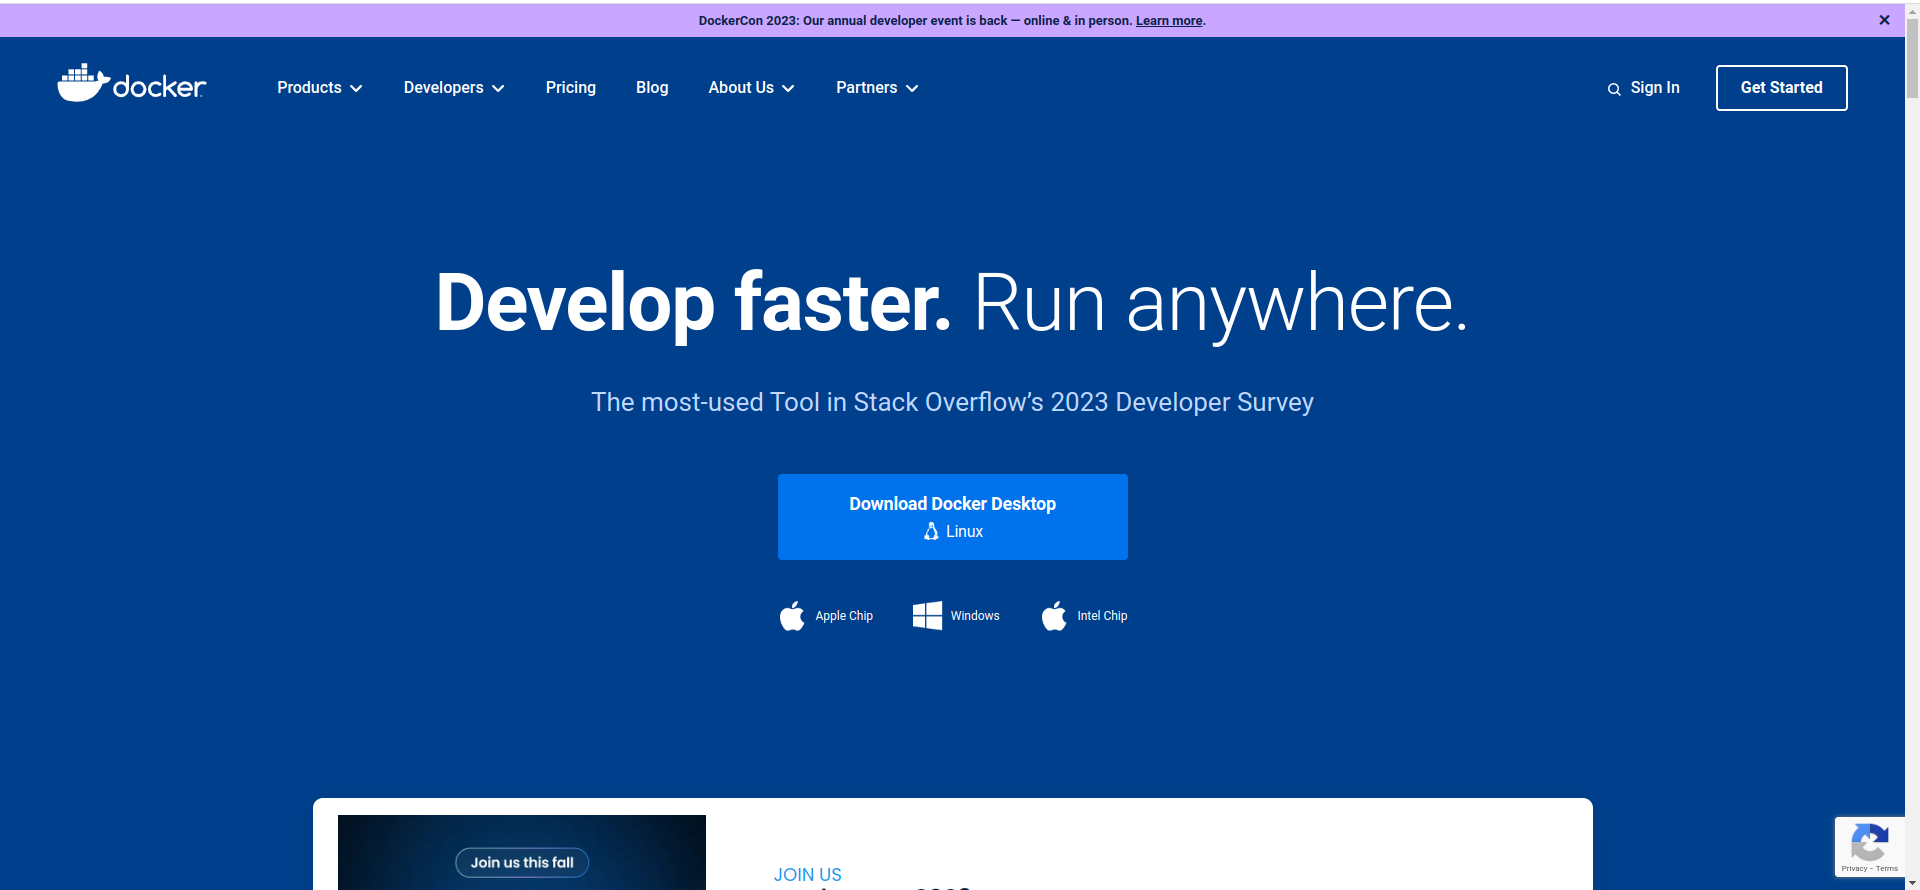 DockerCon 2023: Our annual developer event is back — online & in person. Learn more.
docker
Products
Developers
Pricing
Blog
About Us
Partners
Sign In
Get Started
Develop faster. Run anywhere.
The most-used Tool in Stack Overflow’s 2023 Developer Survey
Download Docker Desktop
Linux
Apple Chip
Windows
Intel Chip
Join us this fall
JOIN US
Privacy - Terms